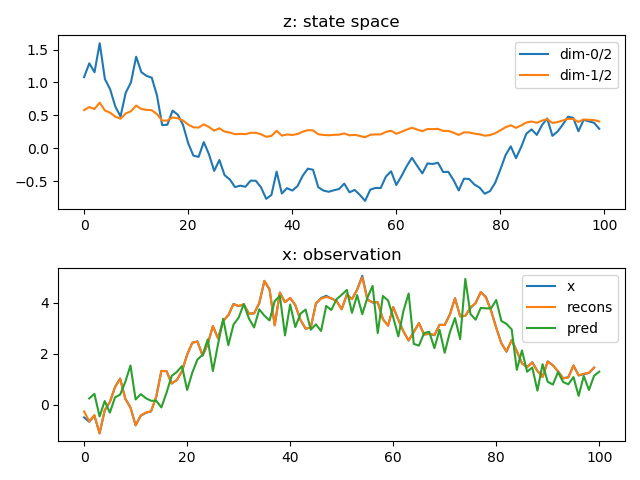 z: state space
1.5
1.0
0.5
0.0
−0.5
dim-0/2
dim-1/2
0 20 40 60 80 100
x: observation
4
2
0
x
recons
pred
0 20 40 60 80 100